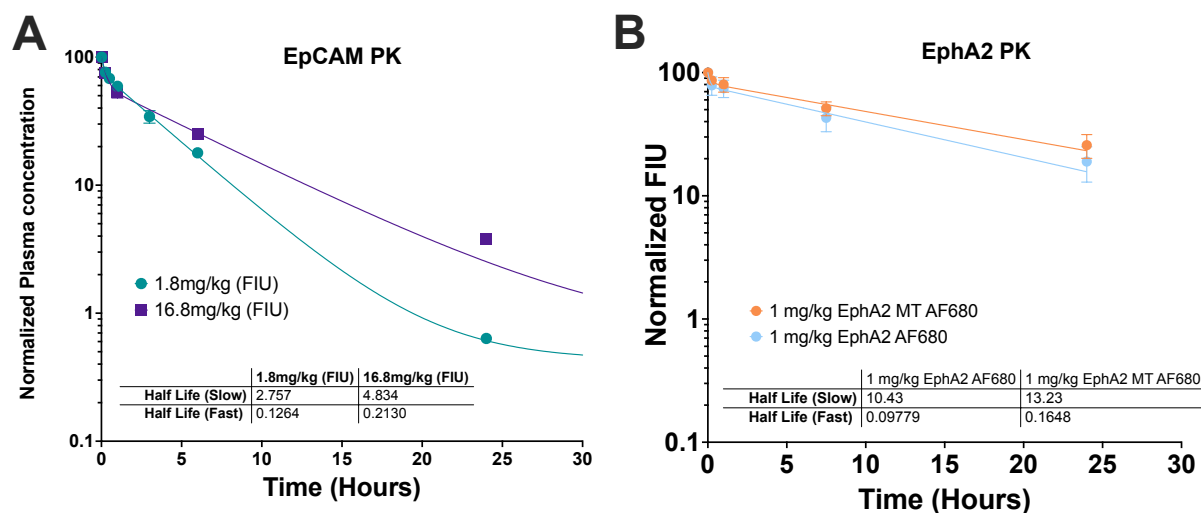 A
EpCAM PK
Normalized Plasma concentration
100
10
1
0.1
1.8mg/kg (FIU)
16.8mg/kg (FIU)
1.8mg/kg (FIU) 16.8mg/kg (FIU)
Half Life (Slow) 2.757 4.834
Half Life (Fast) 0.1264 0.2130
0 5 10 15 20 25 30
Time (Hours)
B
EphA2 PK
Normalized FIU
100
10
1
0.1
1 mg/kg EphA2 MT AF680
1 mg/kg EphA2 AF680
1 mg/kg EphA2 AF680 1 mg/kg EphA2 MT AF680
Half Life (Slow) 10.43 13.23
Half Life (Fast) 0.09779 0.1648
0 5 10 15 20 25 30
Time (Hours)